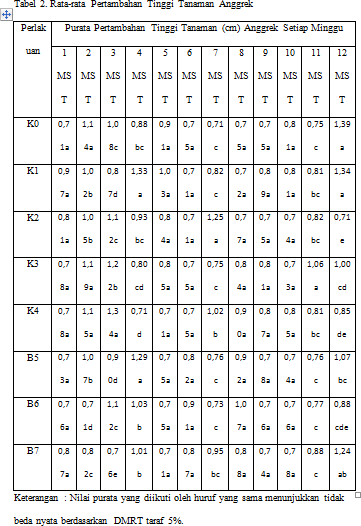 Tabel 2. Rata-rata Pertambahan Tinggi Tanaman Anggrek
Perlak Purata Pertambahan Tinggi Tanaman (cm) Anggrek Setiap Minggu
uan 1 2 3 4 5 6 7 8 9 10 11 12
MS MS MS MS MS MS MS MS MS MS MS MS
T T T T T T T T T T T T
K0 0,7 1,1 1,0 0,88 0,9 0,7 0,71 0,7 0,7 0,8 0,75 1,39
1a 4a 8c bc 1a 5a c 5a 5a 1a c a
K1 0,9 1,0 0,8 1,33 1,0 0,7 0,82 0,7 0,8 0,8 0,81 1,34
7a 2b 7d a 3a 1a c 2a 9a 1a bc a
K2 0,8 1,0 1,1 0,93 0,8 0,7 1,25 0,7 0,7 0,7 0,82 0,71
1a 5b 2c bc 4a 1a a 7a 5a 4a bc e
K3 0,7 1,1 1,2 0,80 0,8 0,7 0,75 0,8 0,8 0,7 1,06 1,00
8a 9a 2b cd 5a 5a c 4a 1a 3a a cd
K4 0,7 1,1 1,3 0,71 0,7 0,7 1,02 0,9 0,8 0,8 0,81 0,85
8a 5a 4a d 1a 5a b 0a 7a 5a bc de
B5 0,7 1,0 0,9 1,29 0,7 0,8 0,76 0,9 0,7 0,7 0,76 1,07
3a 7b 0d a 5a 2a c 2a 8a 4a c bc
B6 0,7 0,7 1,1 1,03 0,7 0,9 0,73 1,0 0,7 0,7 0,77 0,88
6a 1d 2c b 5a 1a c 7a 6a 6a c cde
B7 0,8 0,8 0,7 1,01 0,7 0,8 0,95 0,8 0,7 0,7 0,88 1,24
7a 2c 6e b 1a 7a bc 8a 4a 8a c ab
Keterangan : Nilai purata yang diikuti oleh huruf yang sama menunjukkan tidak
beda nyata berdasarkan DMRT taraf 5%.